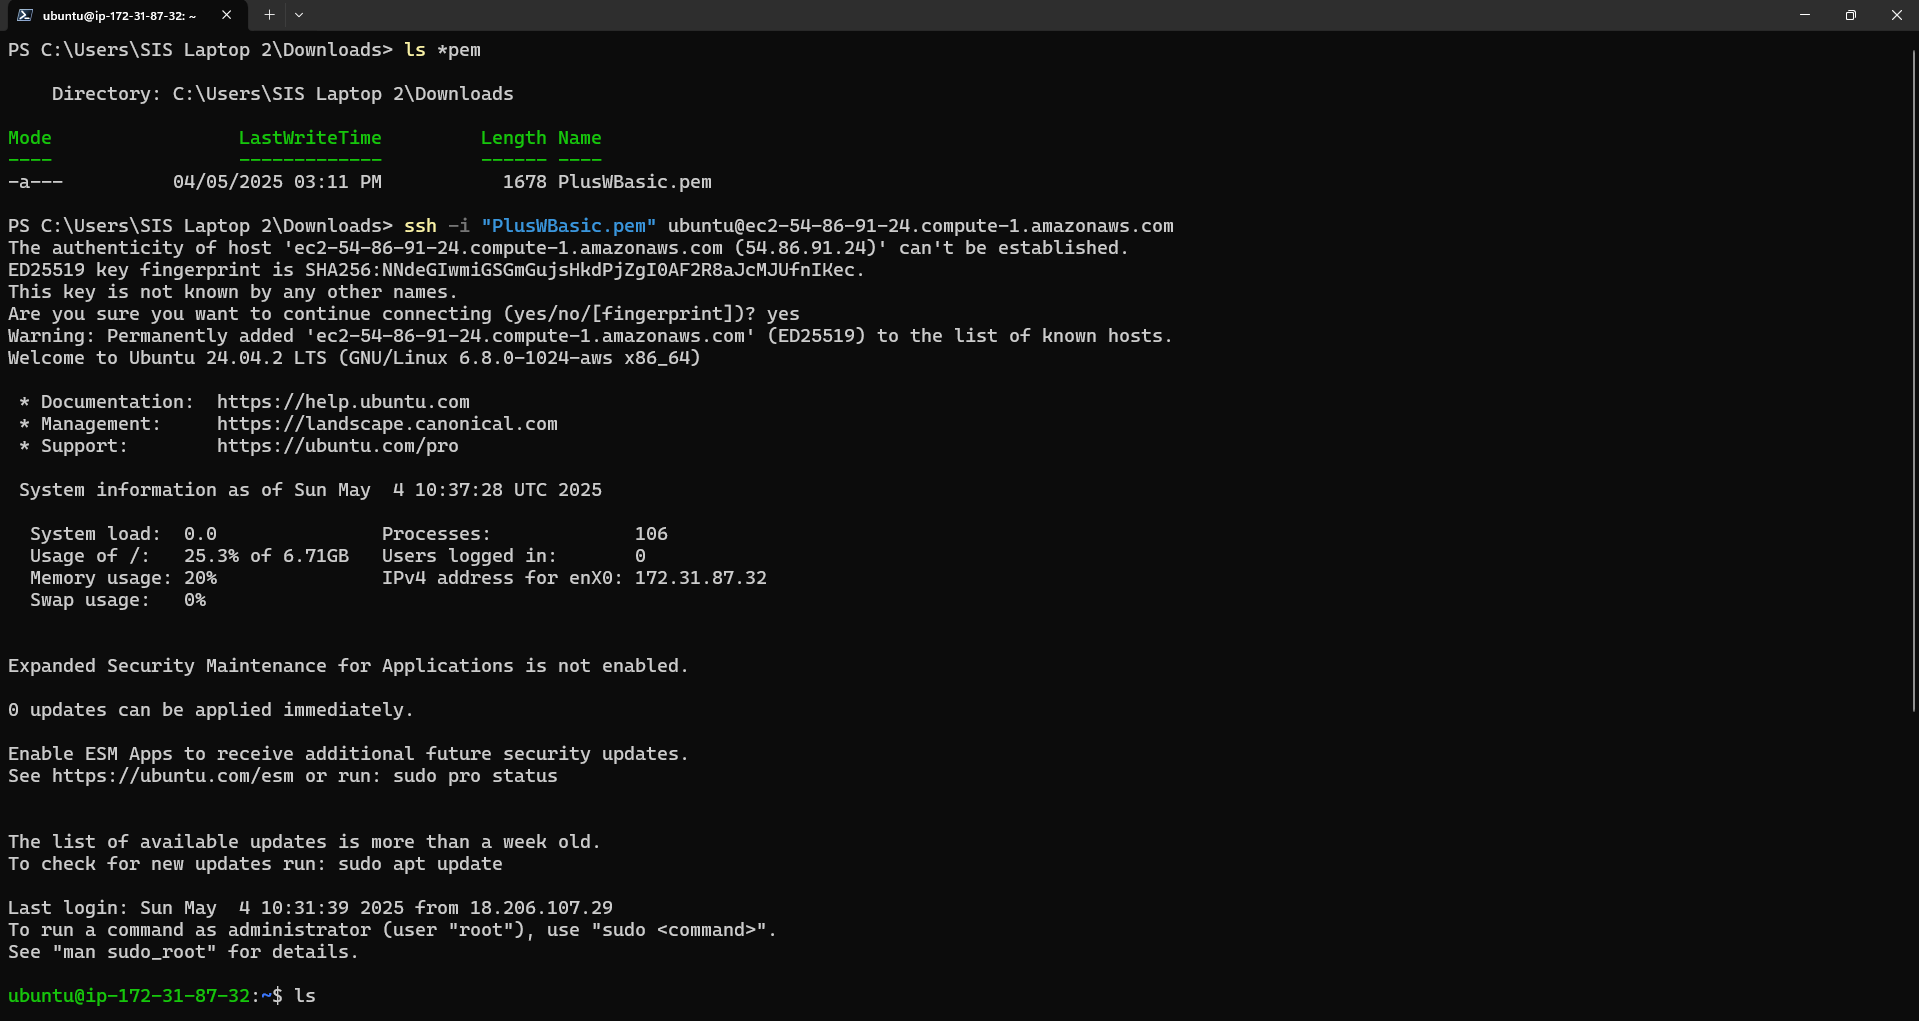 ubuntu@ip-172-31-87-32: ~
PS C:\Users\SIS Laptop 2\Downloads> ls *pem
    Directory: C:\Users\SIS Laptop 2\Downloads
Mode                 LastWriteTime         Length Name
----                 -------------         ------ ----
-a---          04/05/2025 03:11 PM           1678 PlusWBasic.pem
PS C:\Users\SIS Laptop 2\Downloads> ssh -i "PlusWBasic.pem" ubuntu@ec2-54-86-91-24.compute-1.amazonaws.com
The authenticity of host 'ec2-54-86-91-24.compute-1.amazonaws.com (54.86.91.24)' can't be established.
ED25519 key fingerprint is SHA256:NNdeGIwmiGSGmGujsHkdPjZgI0AF2R8aJcMJUfnIKec.
This key is not known by any other names.
Are you sure you want to continue connecting (yes/no/[fingerprint])? yes
Warning: Permanently added 'ec2-54-86-91-24.compute-1.amazonaws.com' (ED25519) to the list of known hosts.
Welcome to Ubuntu 24.04.2 LTS (GNU/Linux 6.8.0-1024-aws x86_64)
 * Documentation:  https://help.ubuntu.com
 * Management:     https://landscape.canonical.com
 * Support:        https://ubuntu.com/pro
 System information as of Sun May  4 10:37:28 UTC 2025
  System load:  0.0               Processes:             106
  Usage of /:   25.3% of 6.71GB   Users logged in:       0
  Memory usage: 20%               IPv4 address for enX0: 172.31.87.32
  Swap usage:   0%
Expanded Security Maintenance for Applications is not enabled.
0 updates can be applied immediately.
Enable ESM Apps to receive additional future security updates.
See https://ubuntu.com/esm or run: sudo pro status
The list of available updates is more than a week old.
To check for new updates run: sudo apt update
Last login: Sun May  4 10:31:39 2025 from 18.206.107.29
To run a command as administrator (user "root"), use "sudo <command>".
See "man sudo_root" for details.
ubuntu@ip-172-31-87-32:~$ ls